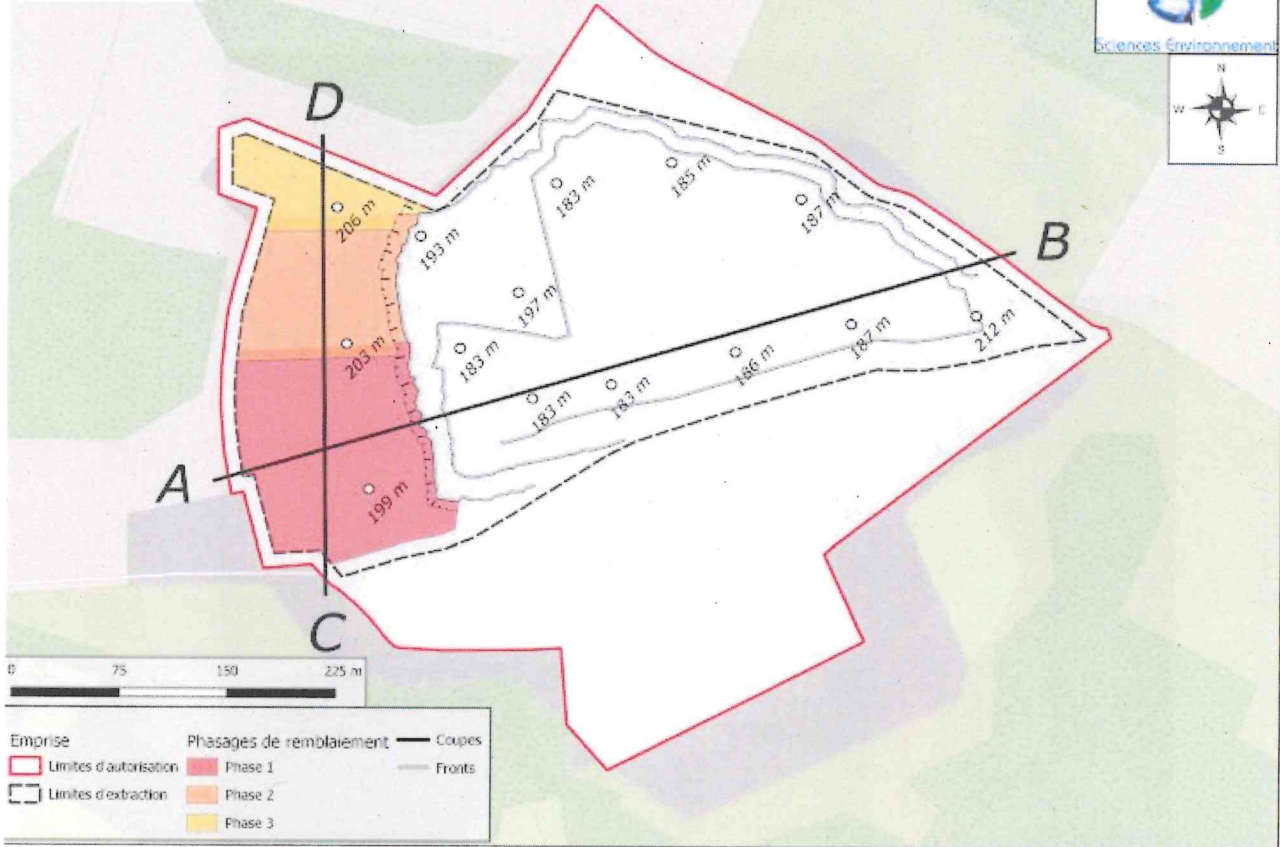 Sciences Environnement
N
W E
S
D
206 m
193 m
183 m
185 m
187 m
B
197 m
203 m
183 m
183 m
183 m
186 m
187 m
212 m
A
199 m
C
0 75 150 225 m
Emprise
Limites d'autorisation
Limites d'extraction
Phasages de remblaiement
Phase 1
Phase 2
Phase 3
Coupes
Fronts